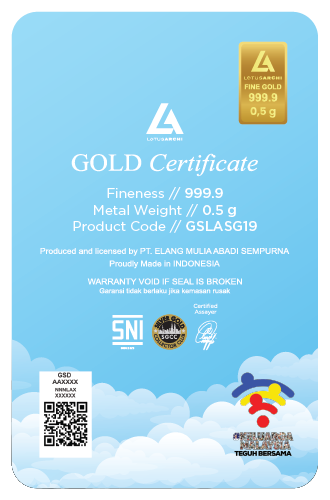 LOTUSARCHI
FINE GOLD
999.9
0,5 g
LOTUSARCHI
GOLD Certificate
Fineness // 999.9
Metal Weight // 0.5 g
Product Code // GSLASG19
Produced and licensed by PT. ELANG MULIA ABADI SEMPURNA
Proudly Made in INDONESIA
WARRANTY VOID IF SEAL IS BROKEN
Garansi tidak berlaku jika kemasan rusak
Certified
Assayer
SNI
SGCC
GSD
AAXXXX
NNNLAX
XXXXXX
KELUARGA
MALAYSIA
TEGUH BERSAMA